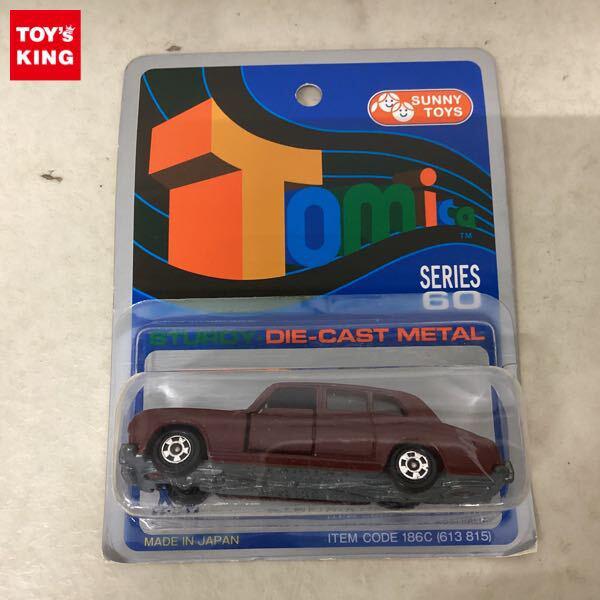 TOY'S
KING
SUNNY
TOYS
Tomica
TM
SERIES
60
STURDY DIE-CAST METAL
MADE IN JAPAN
ITEM CODE 186C (613 815)